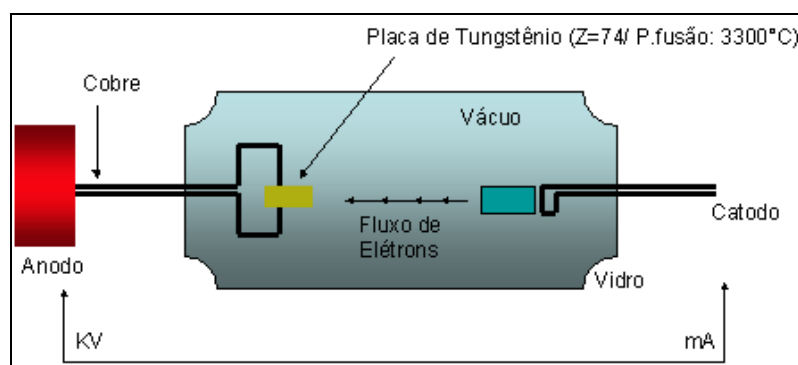 Placa de Tungstênio (Z=74/ P.fusão: 3300°C)
Cobre
Vácuo
Fluxo de
Elétrons
Catodo
Anodo
Vidro
KV
mA